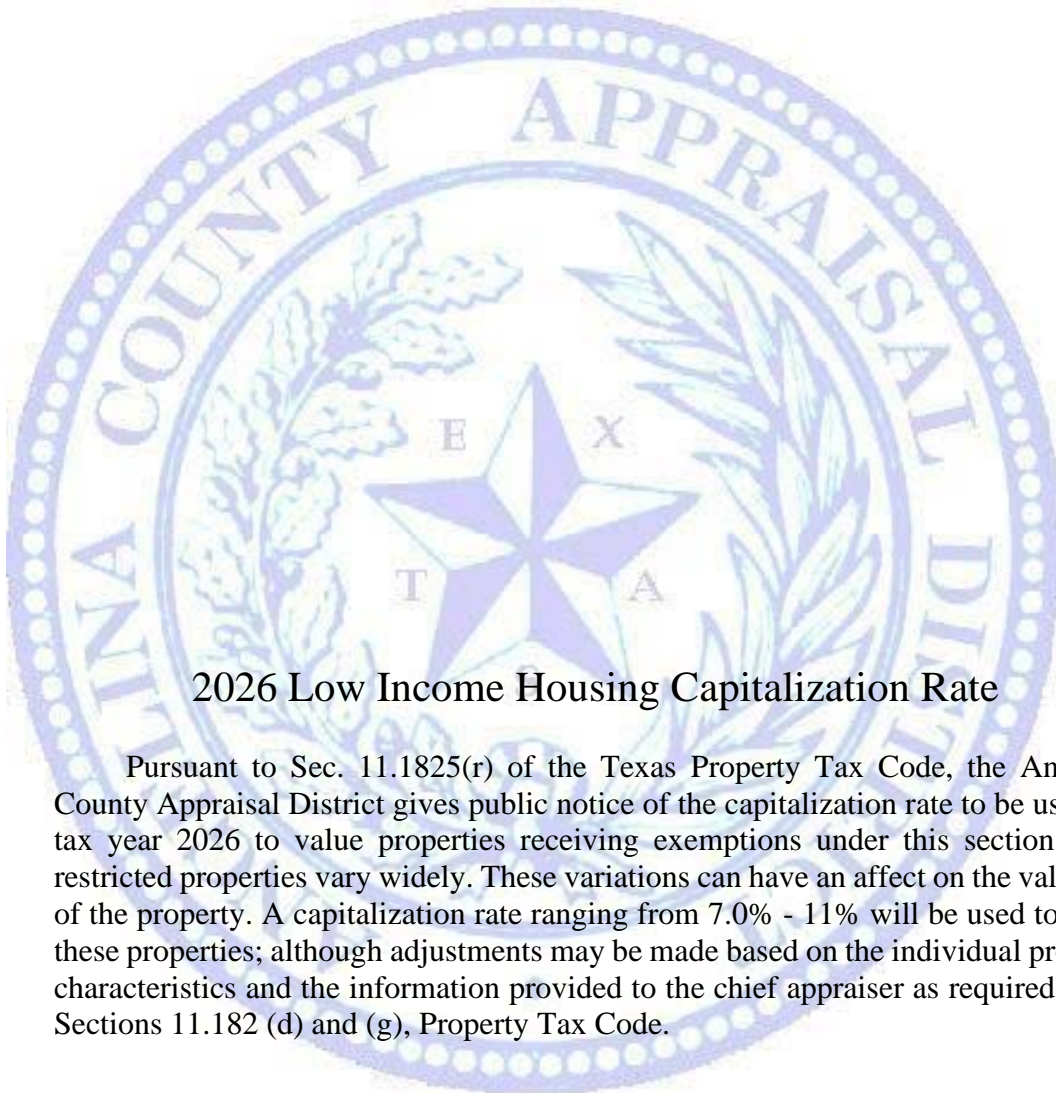 COUNTY APPRAISAL DISTRICT
E X
T A
2026 Low Income Housing Capitalization Rate
Pursuant to Sec. 11.1825(r) of the Texas Property Tax Code, the An
County Appraisal District gives public notice of the capitalization rate to be us
tax year 2026 to value properties receiving exemptions under this section
restricted properties vary widely. These variations can have an affect on the val
of the property. A capitalization rate ranging from 7.0% - 11% will be used to
these properties; although adjustments may be made based on the individual pr
characteristics and the information provided to the chief appraiser as required
Sections 11.182 (d) and (g), Property Tax Code.